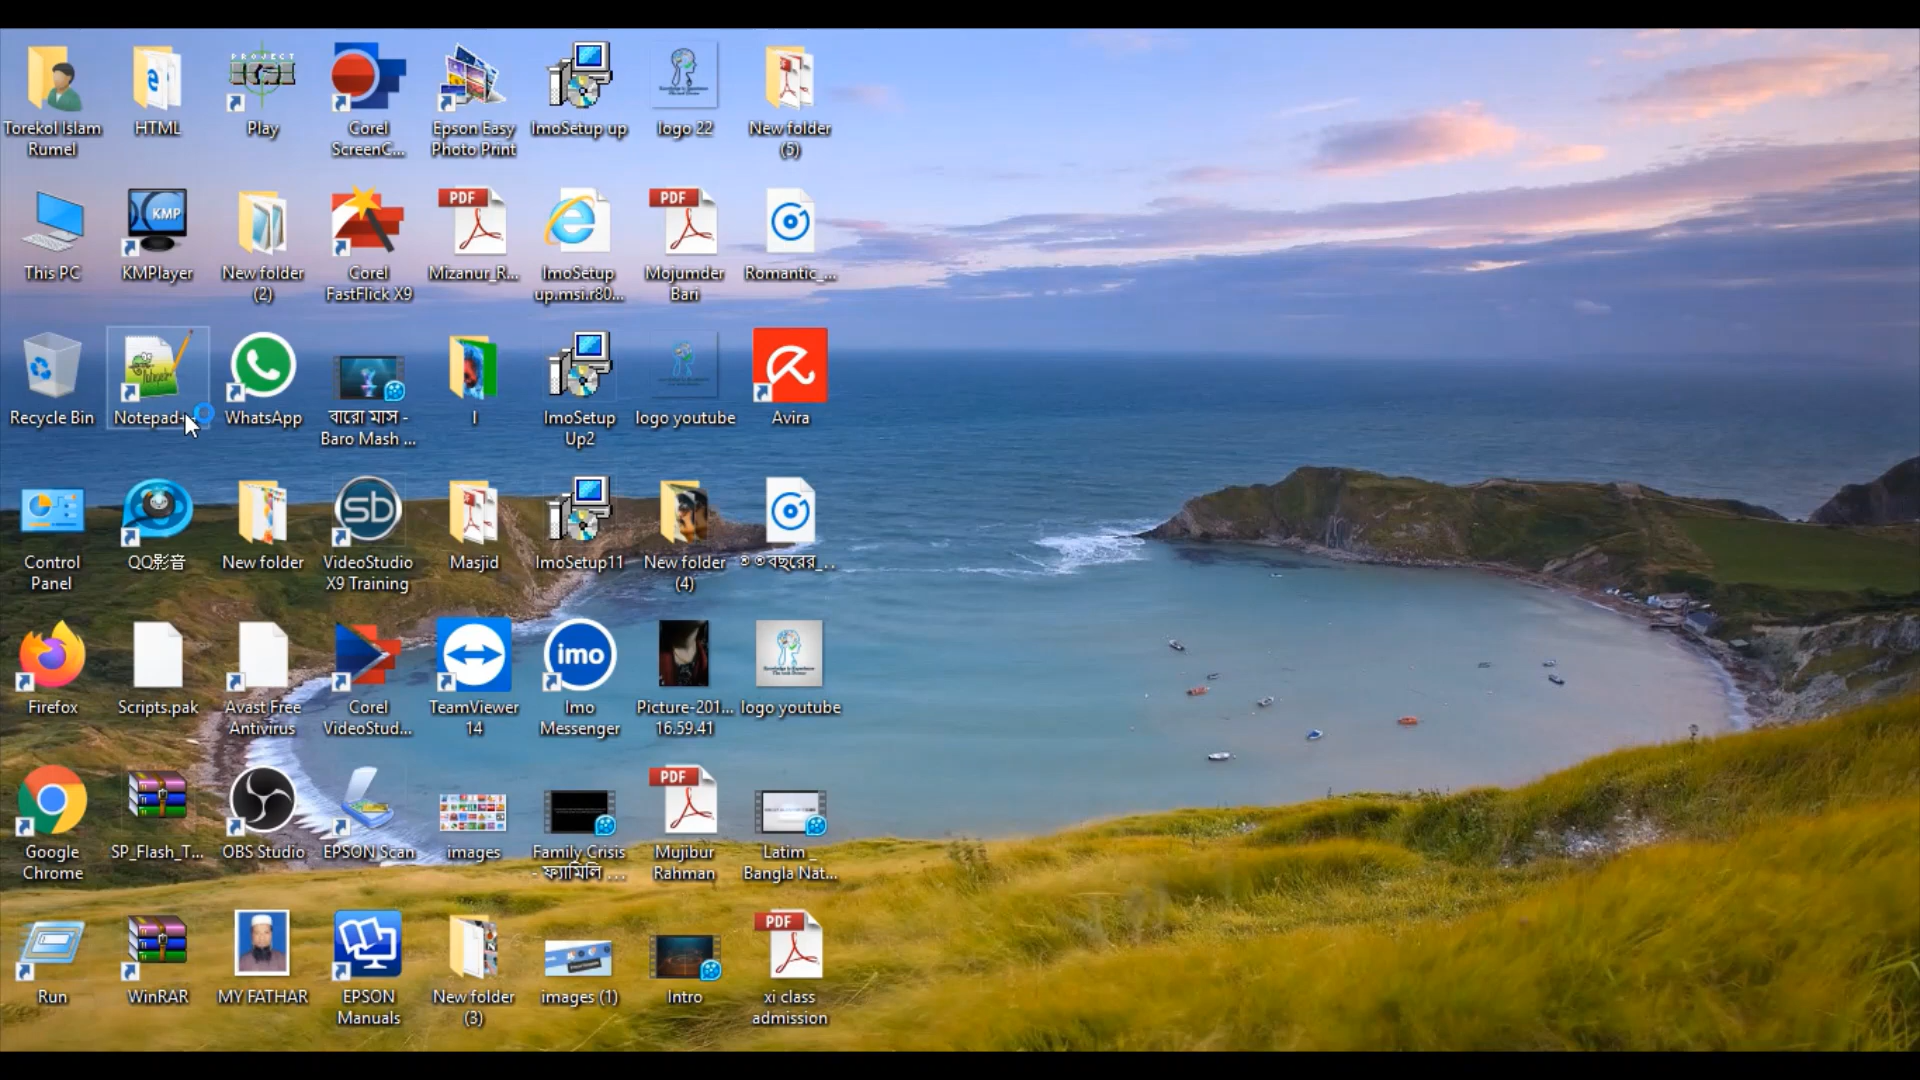 Torekol Islam
Rumel
HTML
PROJECT
IGI
Play
Corel
ScreenC...
Epson Easy
Photo Print
ImoSetup up
logo 22
New folder
(5)
This PC
KMP
KMPlayer
New folder
(2)
Corel
FastFlick X9
PDF
Mizanur_R...
ImoSetup
up.msi.r80...
PDF
Mojumder
Bari
Romantic_...
Recycle Bin
WhatsApp
বারো মাস -
Baro Mash ...
I
ImoSetup
Up2
logo youtube
Avira
Control
Panel
QQ影音
New folder
sb
VideoStudio
X9 Training
Masjid
ImoSetup11
New folder
(4)
Firefox
Scripts.pak
Avast Free
Antivirus
Corel
VideoStud...
TeamViewer
14
imo
Imo
Messenger
Picture-201...
16.59.41
logo youtube
Google
Chrome
SP_Flash_T...
OBS Studio
EPSON Scan
images
Family Crisis
- ফ্যামিলি ...
PDF
Mujibur
Rahman
Latim _
Bangla Nat...
Run
WinRAR
MY FATHAR
EPSON
Manuals
New folder
(3)
images (1)
Intro
PDF
xi class
admission